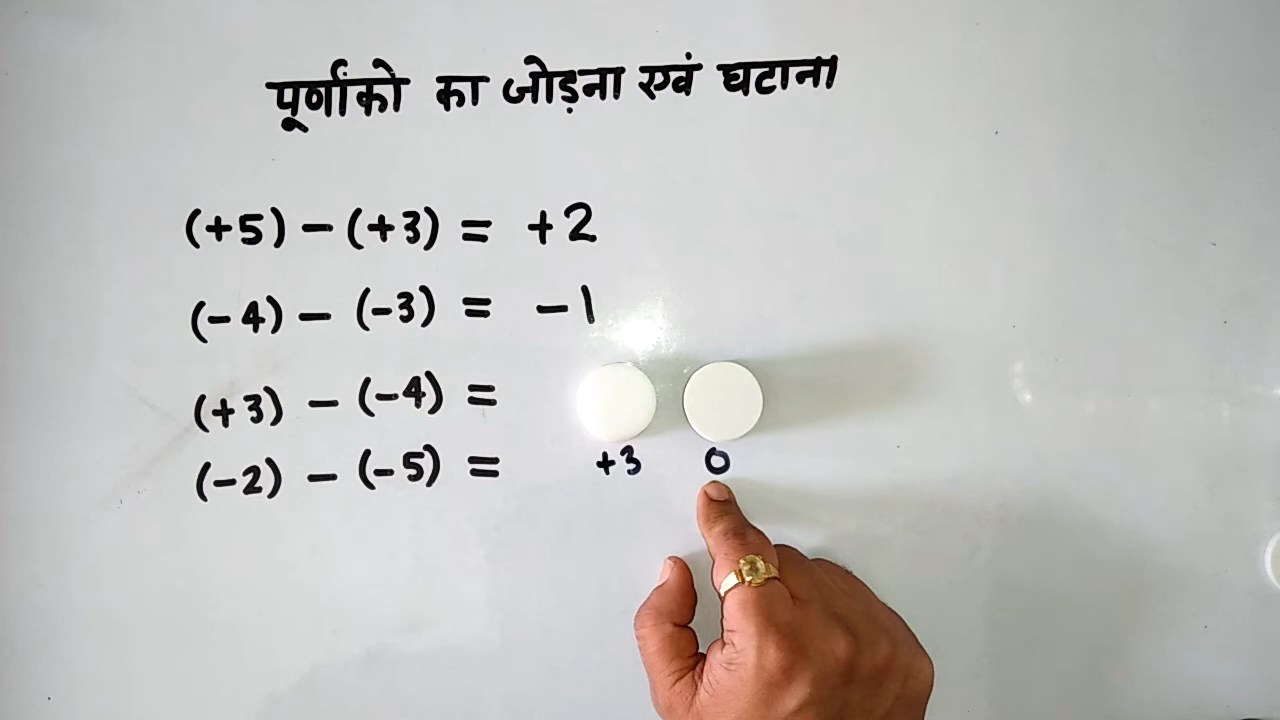 पूर्णांको का जोड़ना एवं घटाना
(+5) - (+3) = +2
(-4) - (-3) = -1
(+3) - (-4) =
(-2) - (-5) =
+3 0